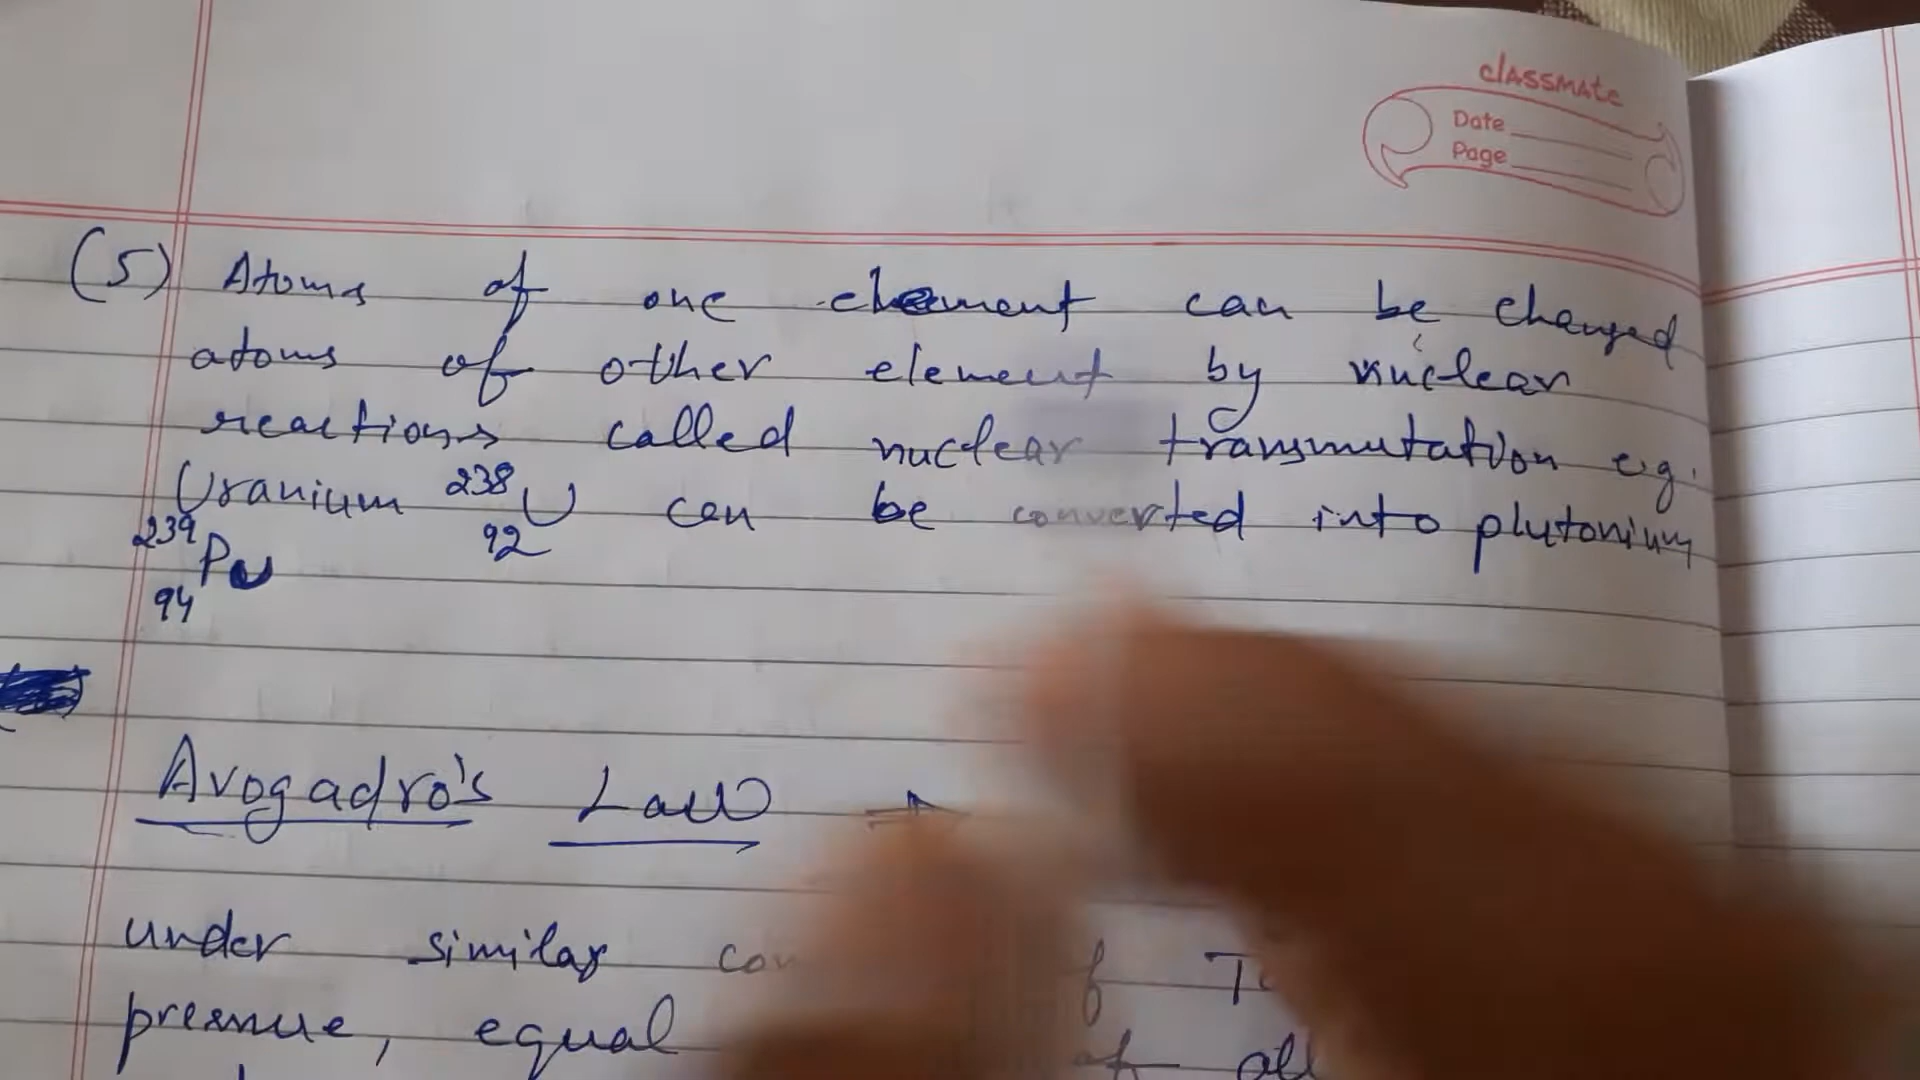 classmate
Date
Page
(5) Atoms of one element can be changed
atoms of other element by nuclear
reactions called nuclear transmutation e.g.
Uranium 238 92 U can be converted into plutonium
239 94 Pu
Avogadro's Law ⇒
under similar
pressure, equal all